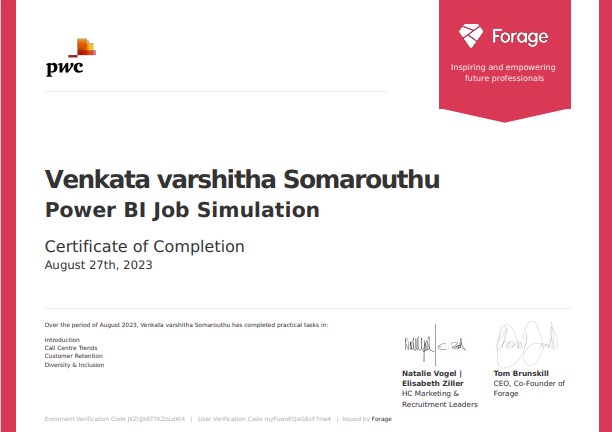 pwc
Forage
Inspiring and empowering
future professionals
Venkata varshitha Somarouthu
Power BI Job Simulation
Certificate of Completion
August 27th, 2023
Over the period of August 2023, Venkata varshitha Somarouthu has completed practical tasks in:
Introduction
Call Centre Trends
Customer Retention
Diversity & Inclusion
Natalie Vogel |
Elisabeth Ziller
HC Marketing &
Recruitment Leaders
Tom Brunskill
CEO, Co-Founder of
Forage
Enrolment Verification Code | User Verification Code | Issued by Forage